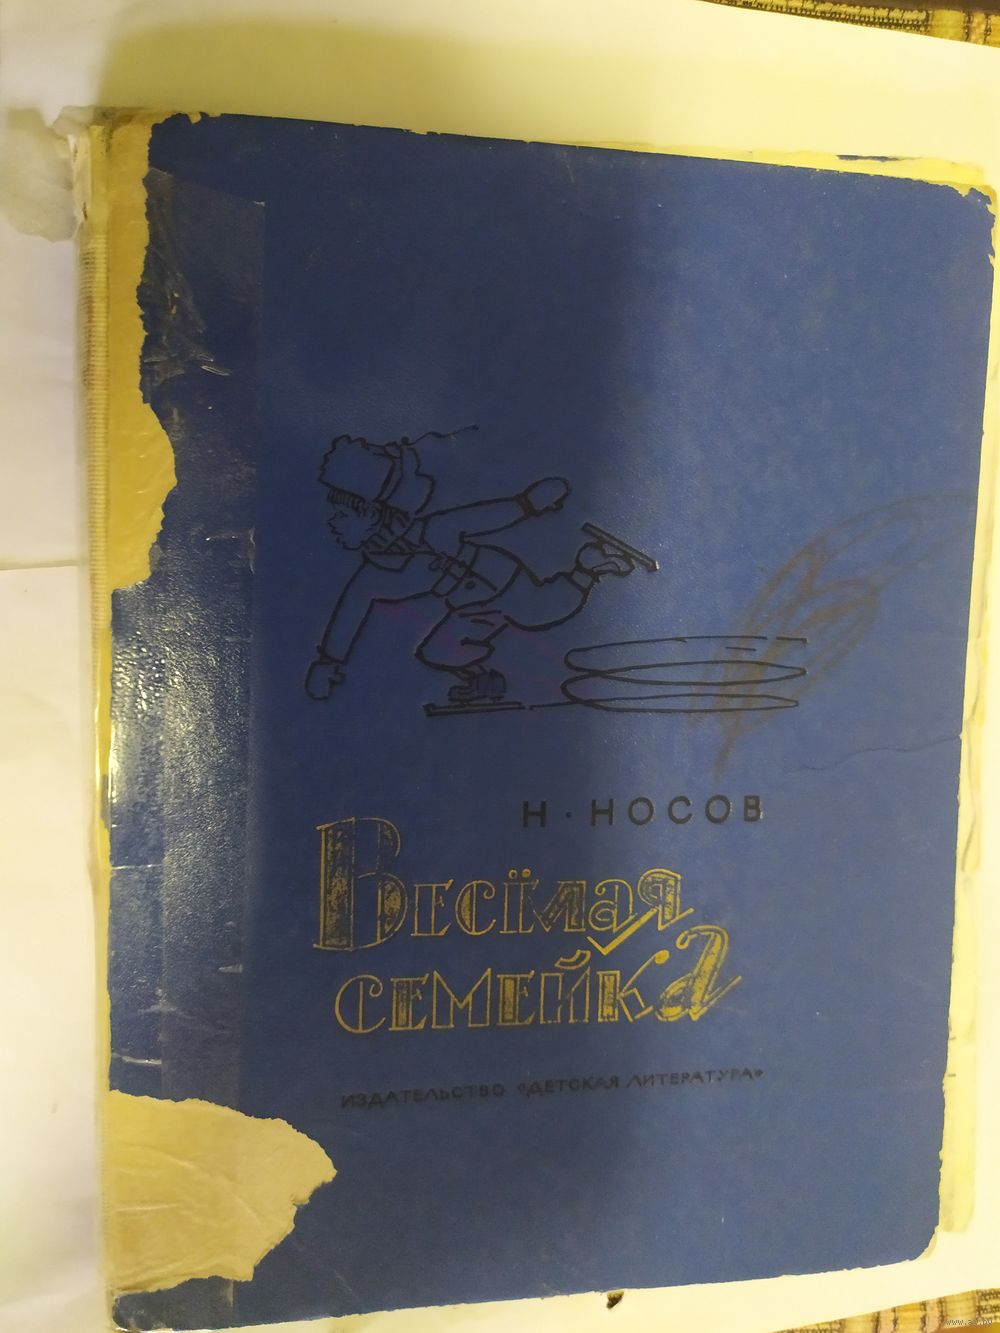 Н. НОСОВ
Весёлая
семейка
ИЗДАТЕЛЬСТВО «ДЕТСКАЯ ЛИТЕРАТУРА»